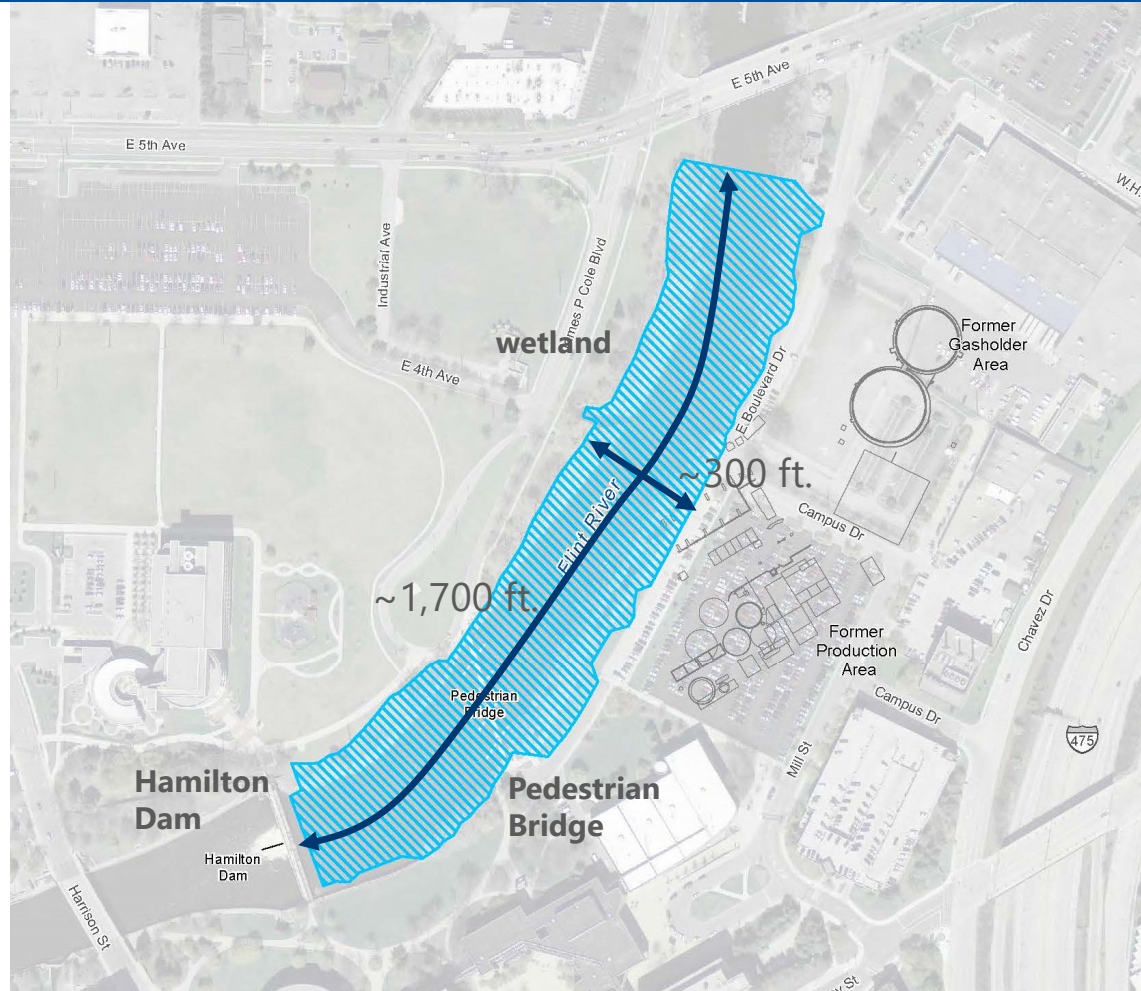 E 5th Ave
E 5th Ave
W.H.
Industrial Ave
mes P Cole Blvd
wetland
Former
Gasholder
Area
E 4th Ave
E Boulevard Dr
~300 ft.
Flint River
Campus Dr
~1,700 ft.
Chavez Dr
Former
Production
Area
Pedestrian
Bridge
Campus Dr
475
Mill St
Hamilton
Dam
Pedestrian
Bridge
Hamilton
Dam
Harrison St
y St